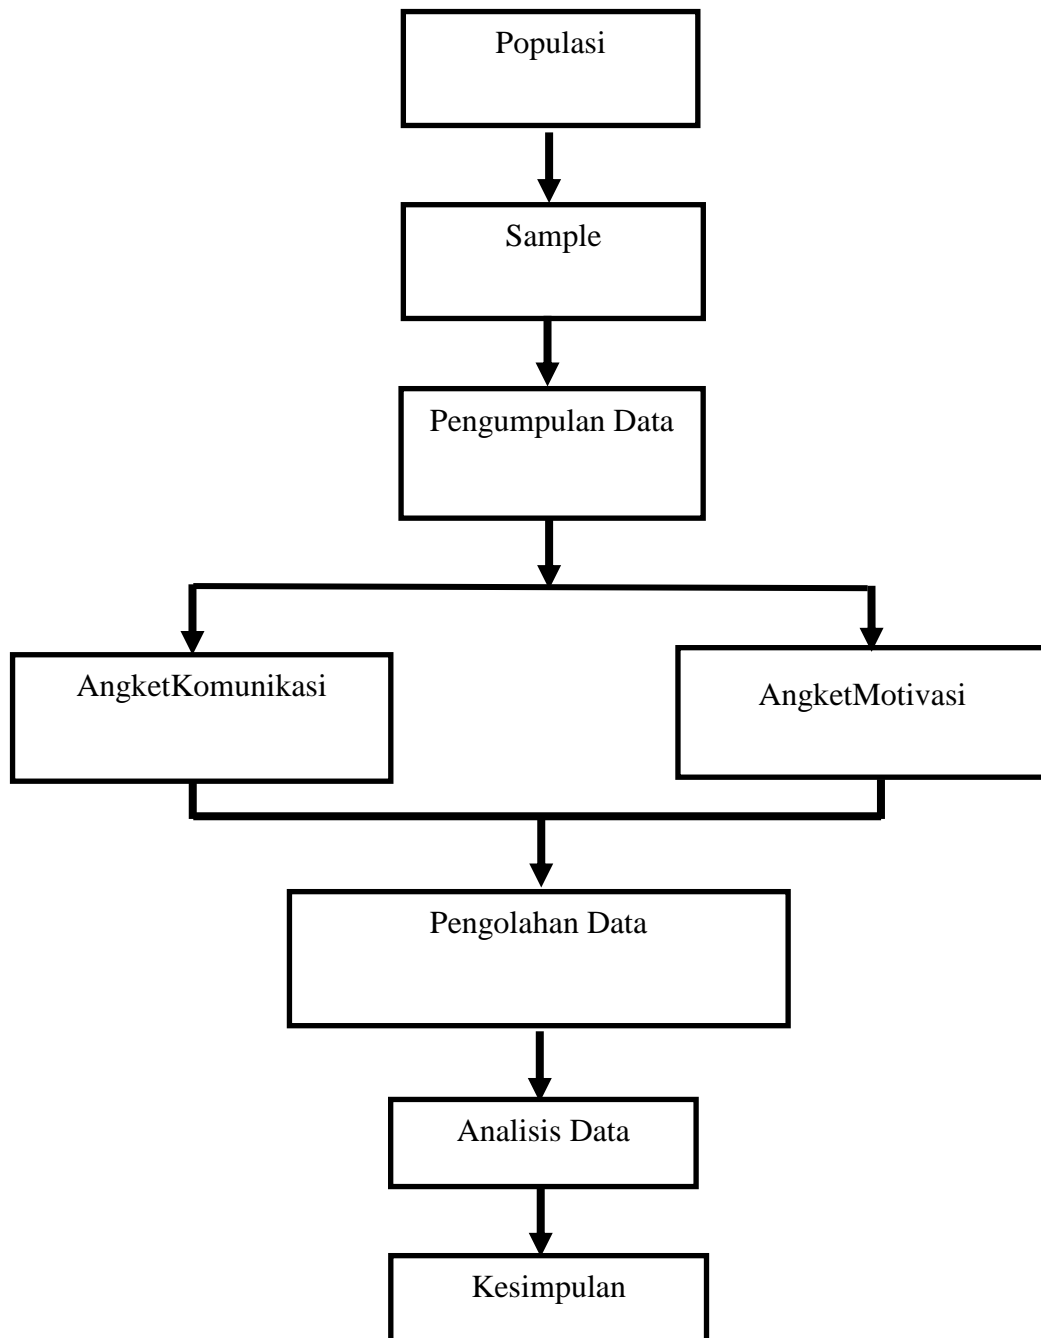 Populasi
Sample
Pengumpulan Data
AngketKomunikasi
AngketMotivasi
Pengolahan Data
Analisis Data
Kesimpulan